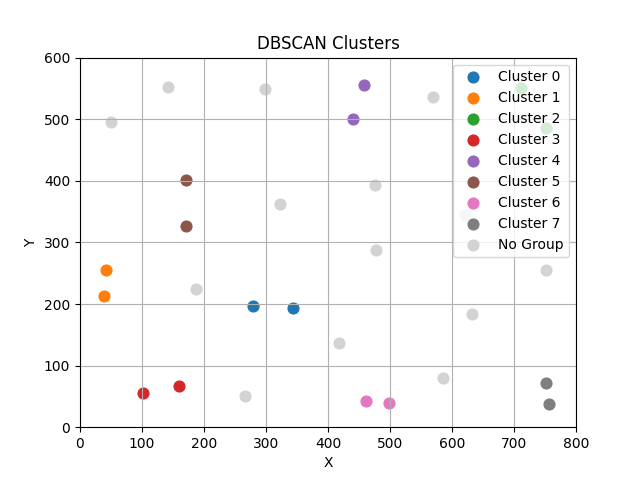 DBSCAN Clusters
600
500
400
300
200
100
0
Y
0 100 200 300 400 500 600 700 800
X
Cluster 0
Cluster 1
Cluster 2
Cluster 3
Cluster 4
Cluster 5
Cluster 6
Cluster 7
No Group